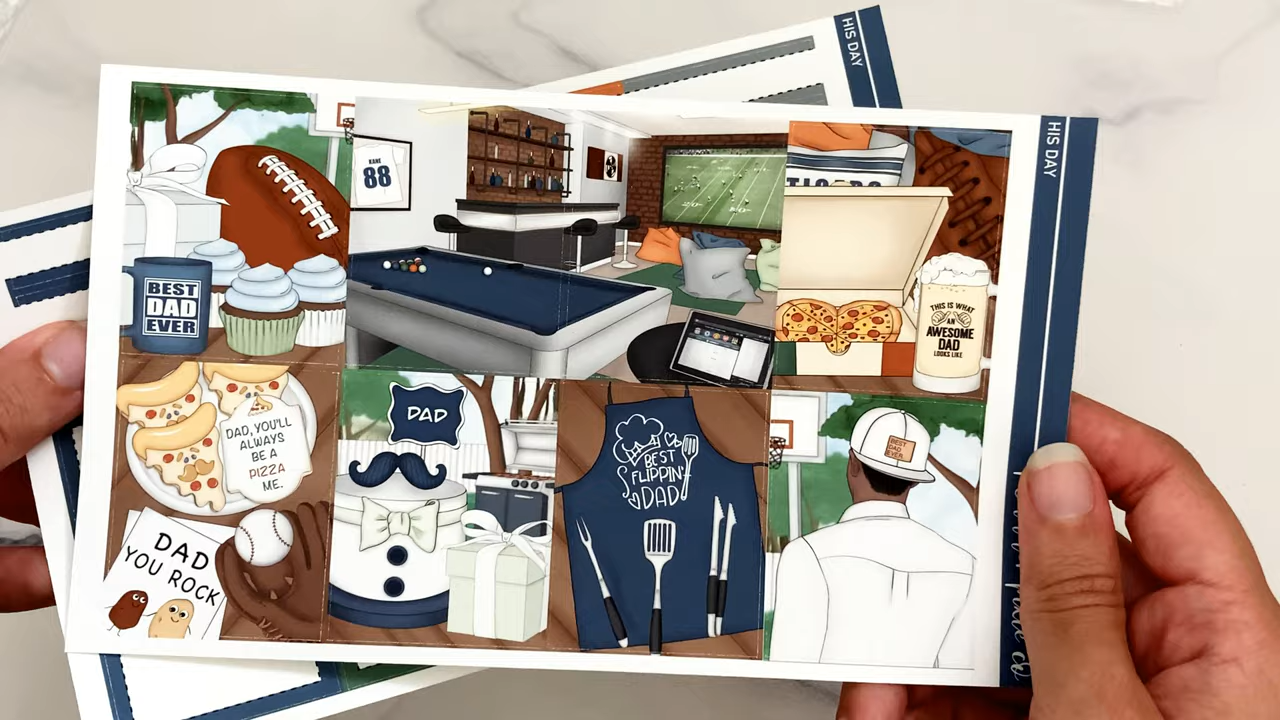 HIS DAY
HIS DAY
KANE
88
TIGERS
BEST
DAD
EVER
THIS IS WHAT
AN
AWESOME
DAD
LOOKS LIKE
DAD, YOU'LL
ALWAYS
BE A
PIZZA
ME.
DAD
BEST
FLIPPIN'
DAD
BEST
DAD
EVER
DAD
YOU ROCK